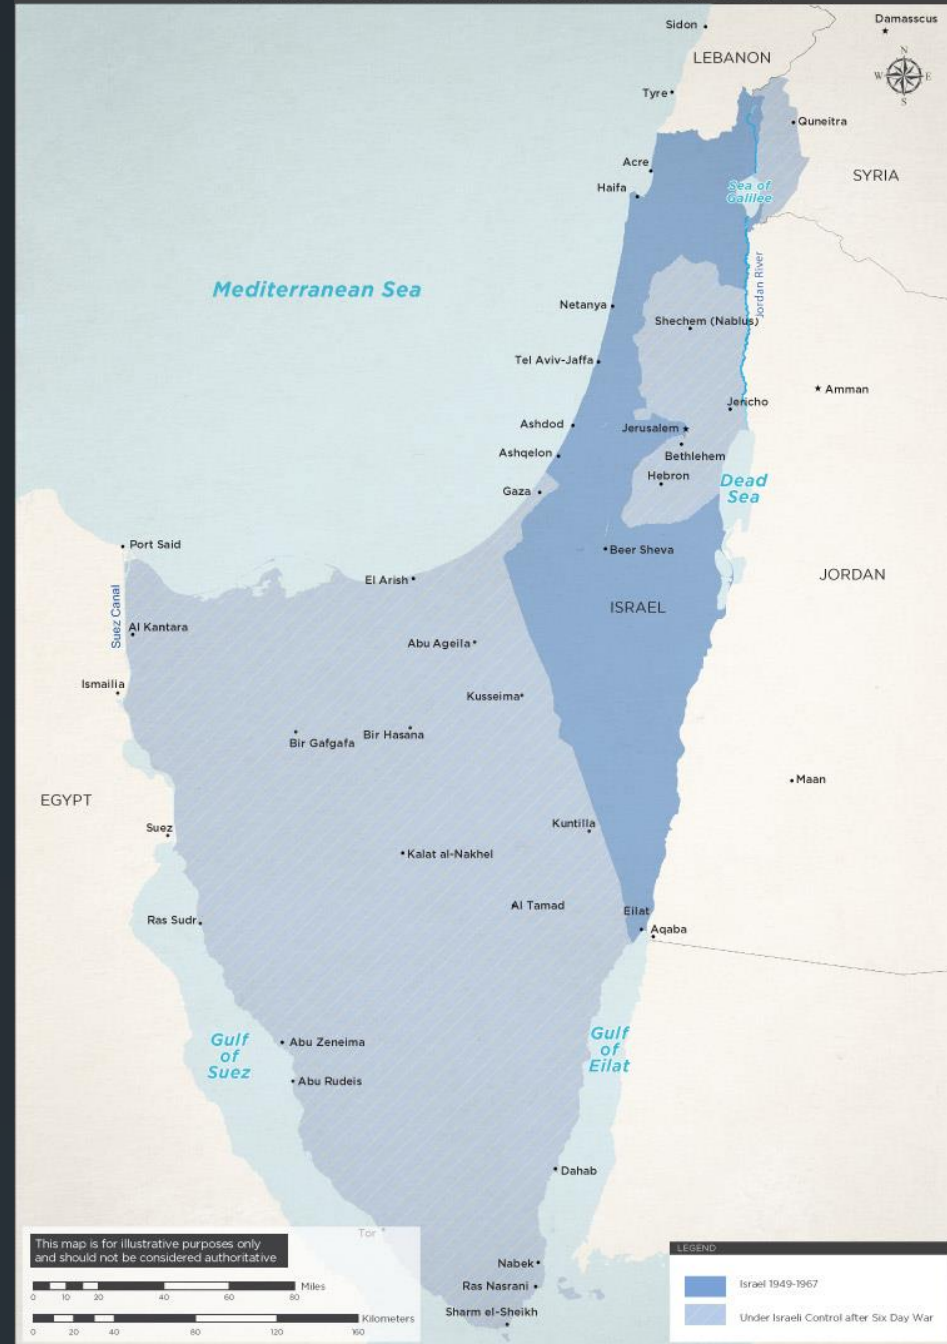 Sidon
Damasscus
LEBANON
N
W
E
S
Tyre
Quneitra
Acre
SYRIA
Haifa
Sea of
Galilee
Jordan River
Mediterranean Sea
Netanya
Shechem (Nablus)
Tel Aviv-Jaffa
Amman
Jericho
Ashdod
Jerusalem
Ashqelon
Bethlehem
Hebron
Dead
Sea
Gaza
Port Said
Beer Sheva
El Arish
JORDAN
Suez Canal
ISRAEL
Al Kantara
Abu Ageila
Ismailia
Kusseima
Bir Gafgafa
Bir Hasana
Maan
EGYPT
Suez
Kuntilla
Kalat al-Nakhel
Al Tamad
Eilat
Ras Sudr
Aqaba
Gulf
of
Suez
Abu Zeneima
Gulf
of
Eilat
Abu Rudeis
Dahab
Tor
This map is for illustrative purposes only
and should not be considered authoritative
Miles
0 10 20 40 60 80
Kilometers
0 20 40 80 120 160
Nabek
Ras Nasrani
Sharm el-Sheikh
LEGEND
Israel 1949-1967
Under Israeli Control after Six Day War